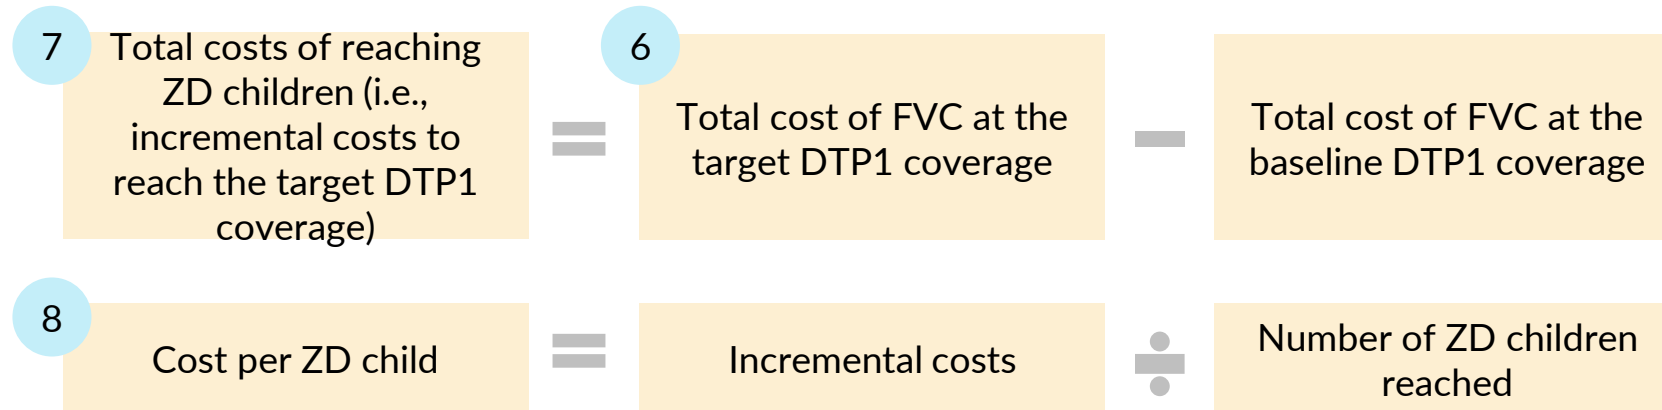 7
Total costs of reaching
ZD children (i.e.,
incremental costs to
reach the target DTP1
coverage)
=
6
Total cost of FVC at the
target DTP1 coverage
−
Total cost of FVC at the
baseline DTP1 coverage
8
Cost per ZD child
=
Incremental costs
÷
Number of ZD children
reached